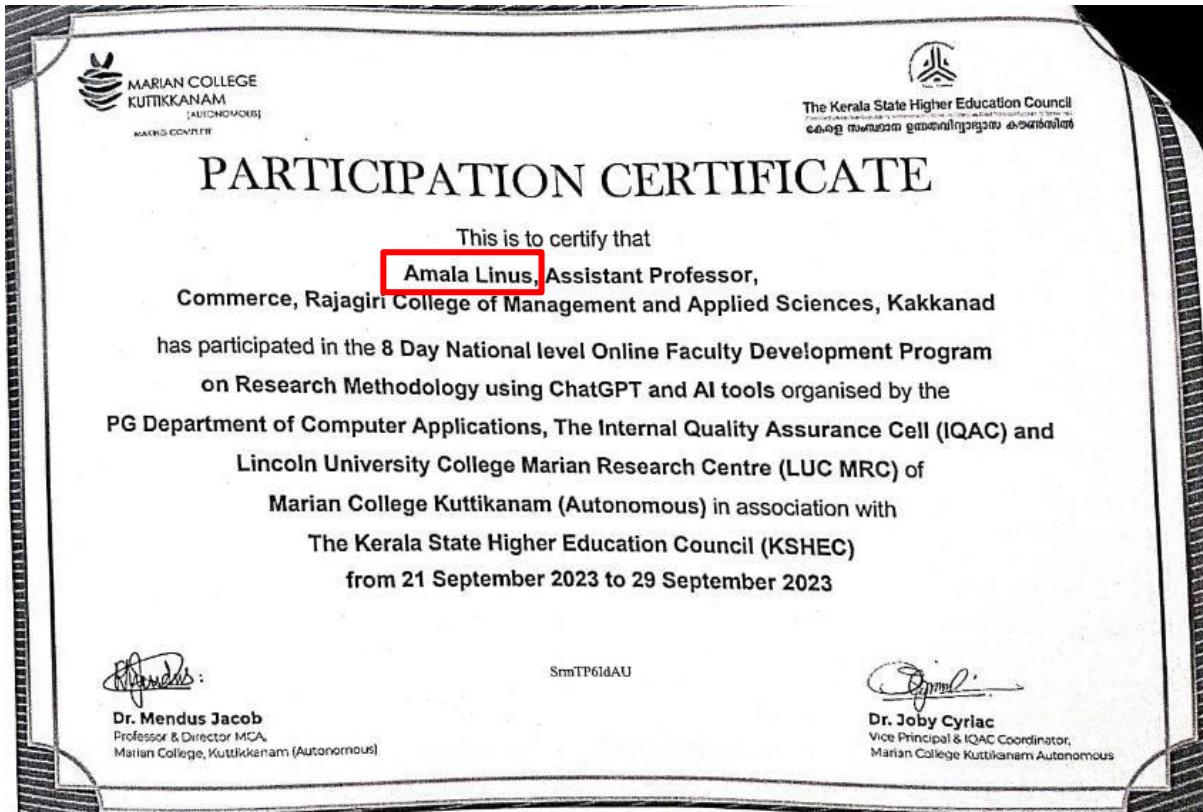 MARIAN COLLEGE
KUTTIKKANAM
[AUTONOMOUS]
The Kerala State Higher Education Council
കേരള സംസ്ഥാന ഉന്നതവിദ്യാഭ്യാസ കൗൺസിൽ
PARTICIPATION CERTIFICATE
This is to certify that
Amala Linus, Assistant Professor,
Commerce, Rajagiri College of Management and Applied Sciences, Kakkanad
has participated in the 8 Day National level Online Faculty Development Program
on Research Methodology using ChatGPT and AI tools organised by the
PG Department of Computer Applications, The Internal Quality Assurance Cell (IQAC) and
Lincoln University College Marian Research Centre (LUC MRC) of
Marian College Kuttikanam (Autonomous) in association with
The Kerala State Higher Education Council (KSHEC)
from 21 September 2023 to 29 September 2023
SrmTP6IdAU
Dr. Mendus Jacob
Professor & Director MCA,
Marian College, Kuttikkanam (Autonomous)
Dr. Joby Cyriac
Vice Principal & IQAC Coordinator,
Marian College Kuttikanam Autonomous